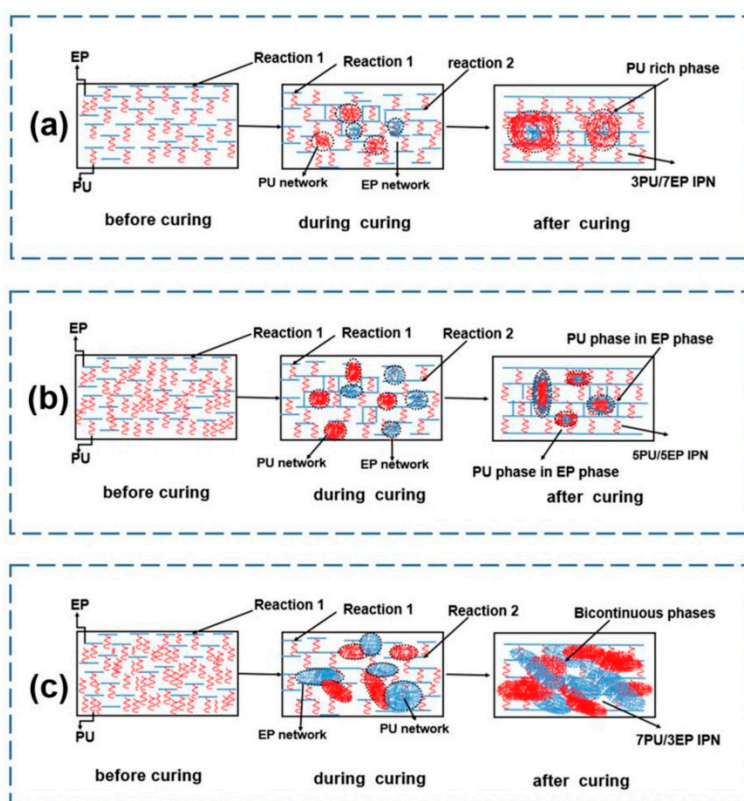 EP
Reaction 1
Reaction 1
reaction 2
PU rich phase
(a)
PU
PU network
EP network
3PU/7EP IPN
before curing
during curing
after curing
EP
Reaction 1
Reaction 1
Reaction 2
PU phase in EP phase
(b)
PU
PU network
EP network
PU phase in EP phase
5PU/5EP IPN
before curing
during curing
after curing
EP
Reaction 1
Reaction 1
Reaction 2
Bicontinuous phases
(c)
PU
EP network
PU network
7PU/3EP IPN
before curing
during curing
after curing